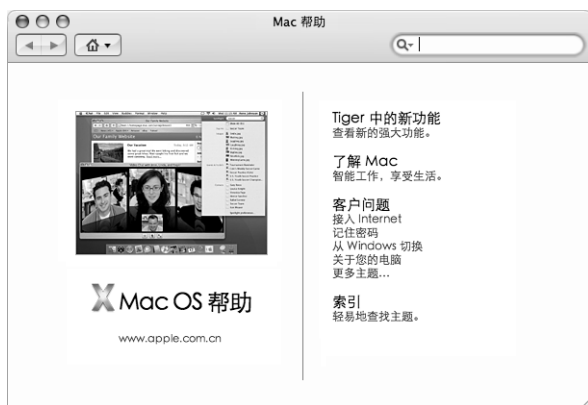 Mac 帮助
Our Family Website
Mac OS 帮助
www.apple.com.cn
Tiger 中的新功能
查看新的强大功能。
了解 Mac
智能工作，享受生活。
客户问题
接入 Internet
记住密码
从 Windows 切换
关于您的电脑
更多主题...
索引
轻易地查找主题。